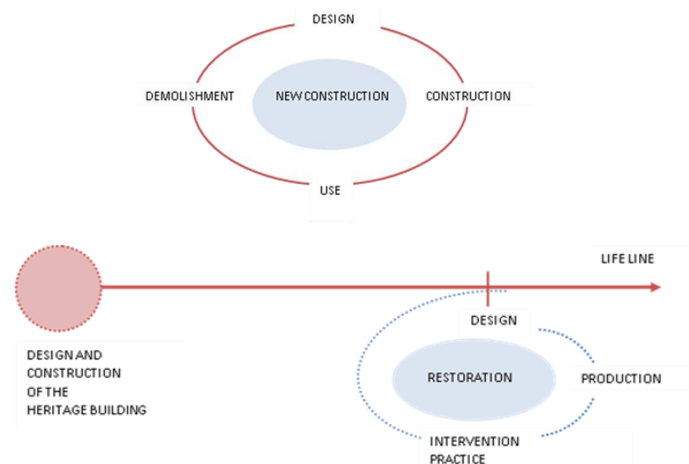 DESIGN
DEMOLISHMENT
NEW CONSTRUCTION
CONSTRUCTION
USE
LIFE LINE
DESIGN
DESIGN AND
CONSTRUCTION
OF THE
HERITAGE BUILDING
RESTORATION
PRODUCTION
INTERVENTION
PRACTICE